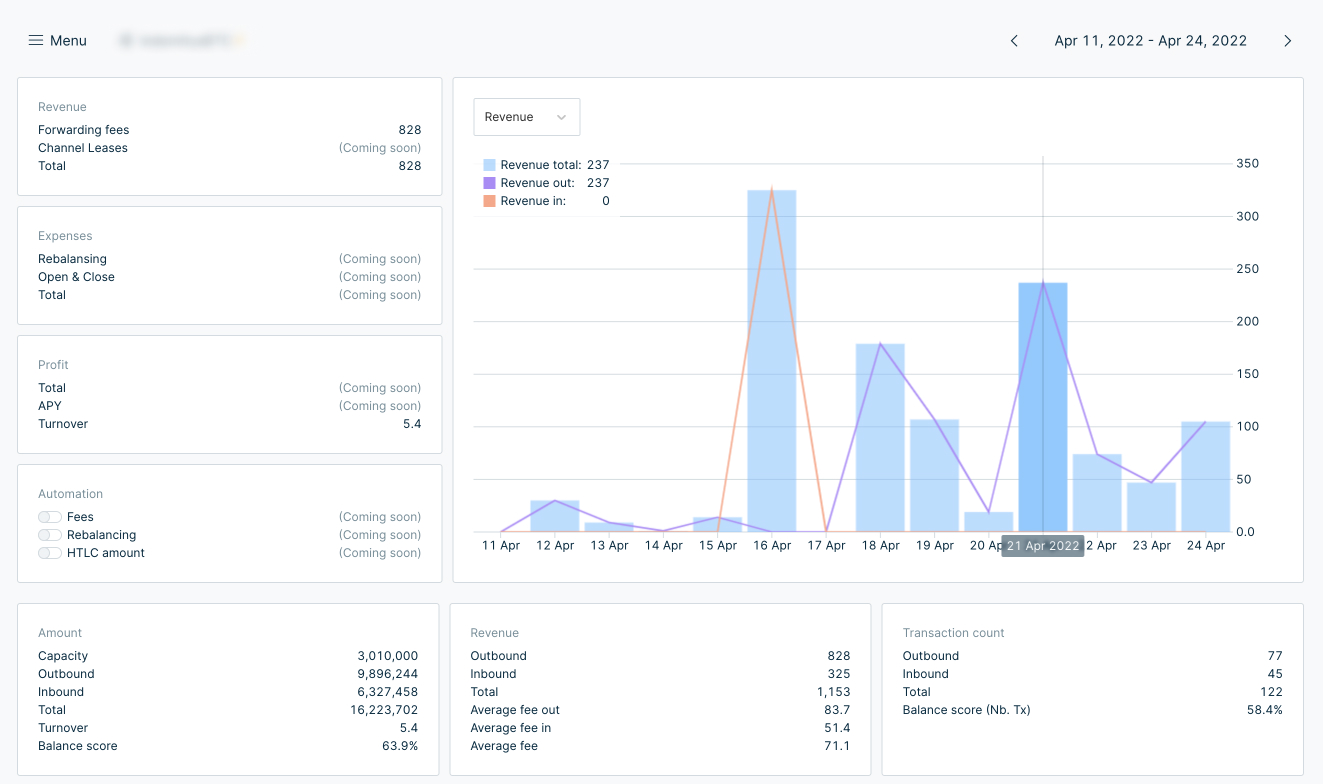 Menu
Apr 11, 2022 - Apr 24, 2022
Revenue
Forwarding fees 828
Channel Leases (Coming soon)
Total 828
Expenses
Rebalansing (Coming soon)
Open & Close (Coming soon)
Total (Coming soon)
Profit
Total (Coming soon)
APY (Coming soon)
Turnover 5.4
Automation
Fees (Coming soon)
Rebalancing (Coming soon)
HTLC amount (Coming soon)
Revenue
Revenue total: 237
Revenue out: 237
Revenue in: 0
350
300
250
200
150
100
50
0.0
11 Apr 12 Apr 13 Apr 14 Apr 15 Apr 16 Apr 17 Apr 18 Apr 19 Apr 20 Ap 21 Apr 2022 2 Apr 23 Apr 24 Apr
Amount
Capacity 3,010,000
Outbound 9,896,244
Inbound 6,327,458
Total 16,223,702
Turnover 5.4
Balance score 63.9%
Revenue
Outbound 828
Inbound 325
Total 1,153
Average fee out 83.7
Average fee in 51.4
Average fee 71.1
Transaction count
Outbound 77
Inbound 45
Total 122
Balance score (Nb. Tx) 58.4%